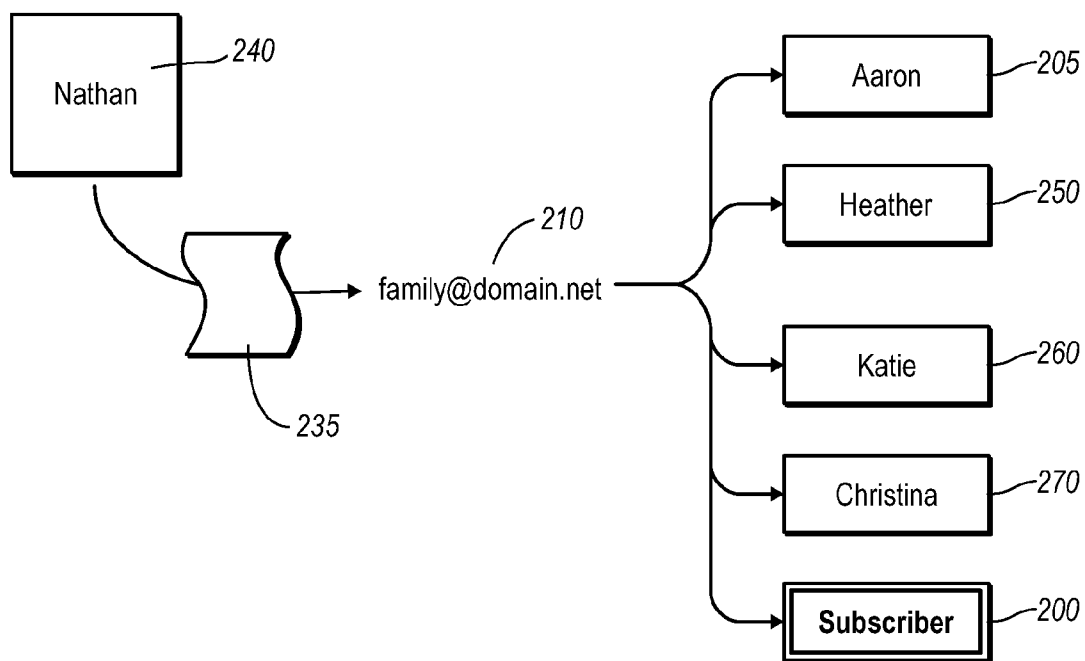 240
Nathan
Aaron
205
Heather
250
210
family@domain.net
Katie
260
235
Christina
270
Subscriber
200